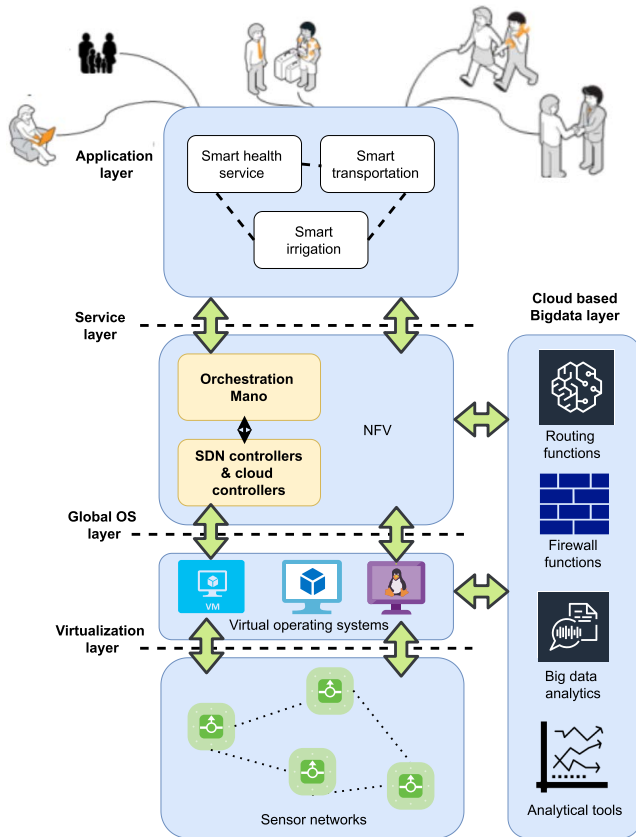 Application
layer
Smart health
service
Smart
transportation
Smart
irrigation
Service
layer
Cloud based
Bigdata layer
Orchestration
Mano
NFV
SDN controllers
& cloud
controllers
Routing
functions
Global OS
layer
Firewall
functions
VM
Virtual operating systems
Virtualization
layer
Big data
analytics
Sensor networks
Analytical tools